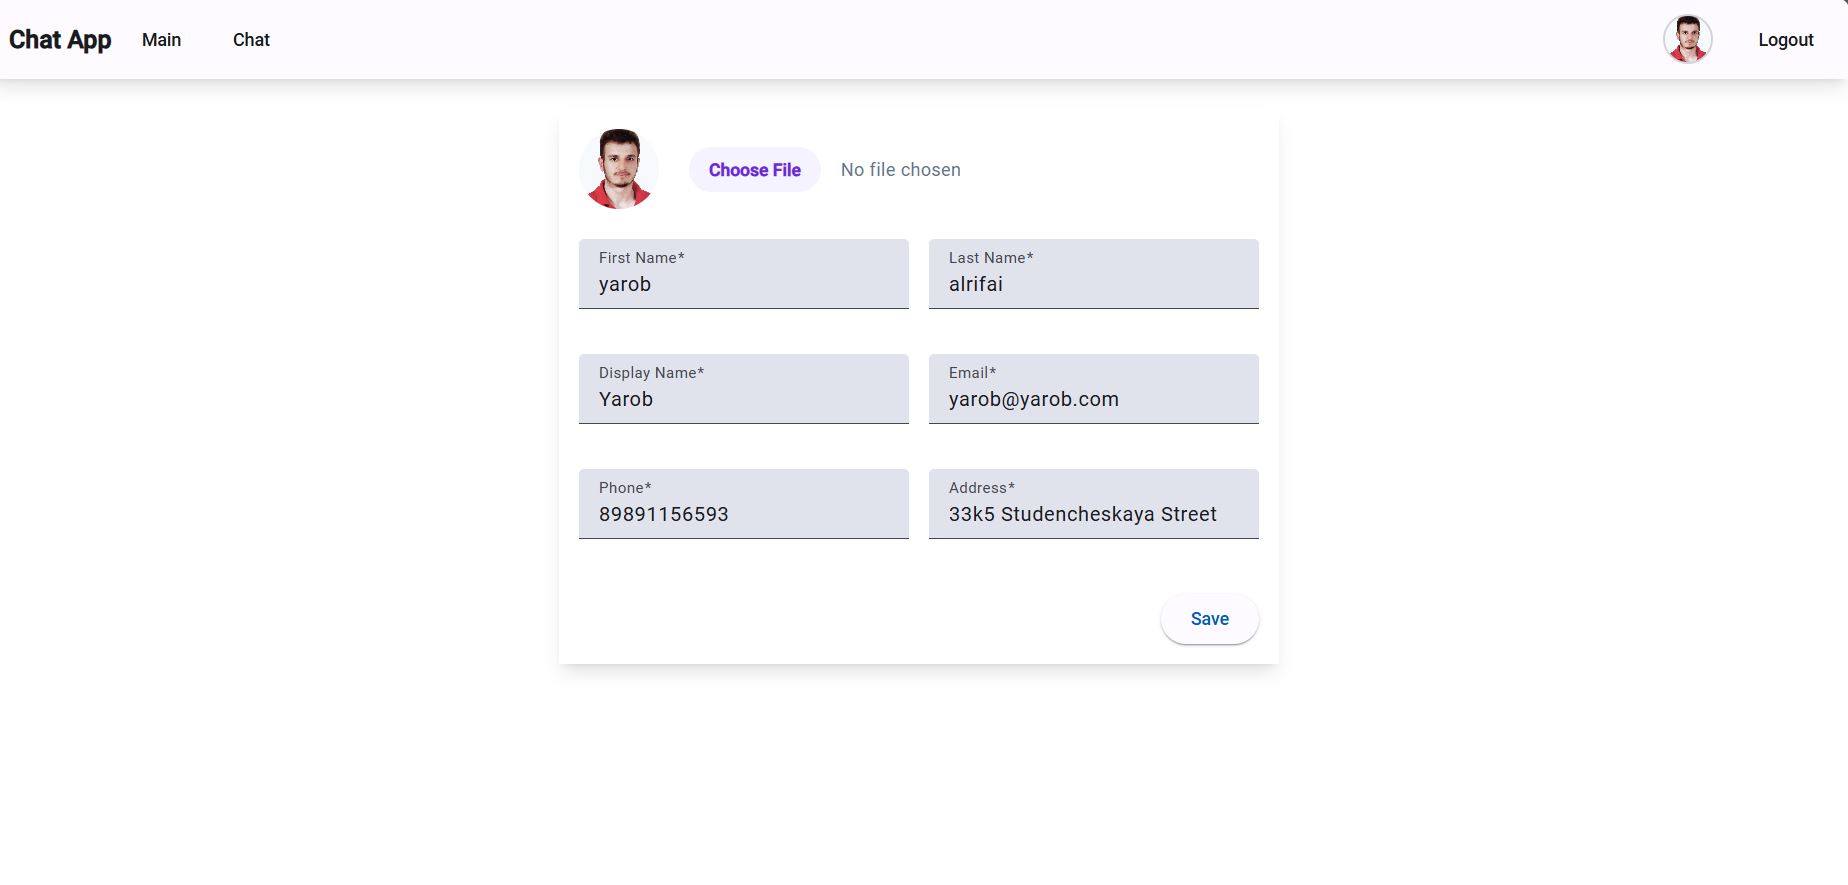 Chat App Main Chat Logout
Choose File No file chosen
First Name* Last Name*
yarob alrifai
Display Name* Email*
Yarob yarob@yarob.com
Phone* Address*
89891156593 33k5 Studencheskaya Street
Save